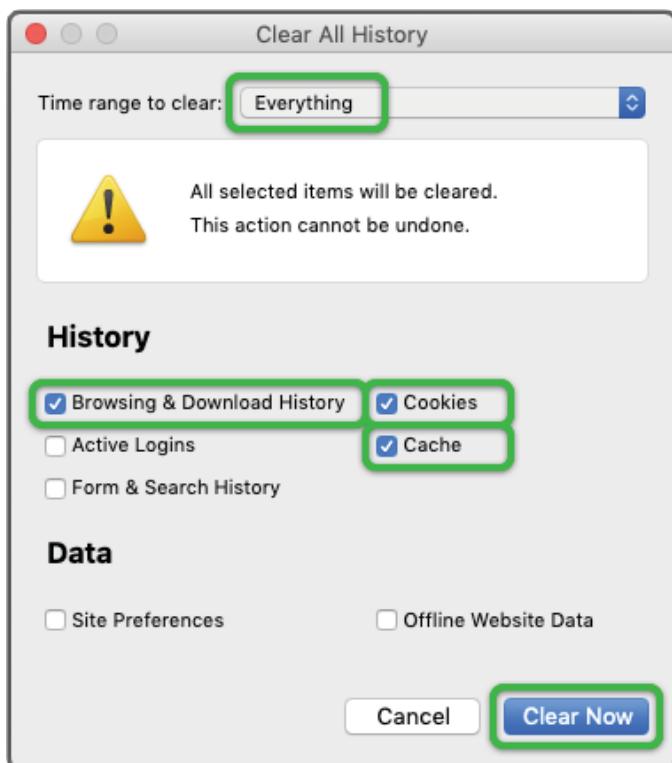 Clear All History
Time range to clear: Everything
All selected items will be cleared.
This action cannot be undone.
History
Browsing & Download History Cookies
Active Logins Cache
Form & Search History
Data
Site Preferences Offline Website Data
Cancel Clear Now